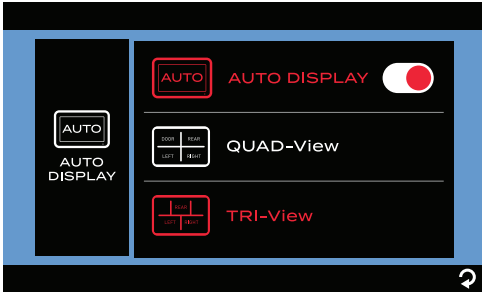 AUTO
AUTO
DISPLAY
AUTO
AUTO DISPLAY
DOOR REAR
LEFT RIGHT
QUAD-View
REAR
LEFT RIGHT
TRI-View